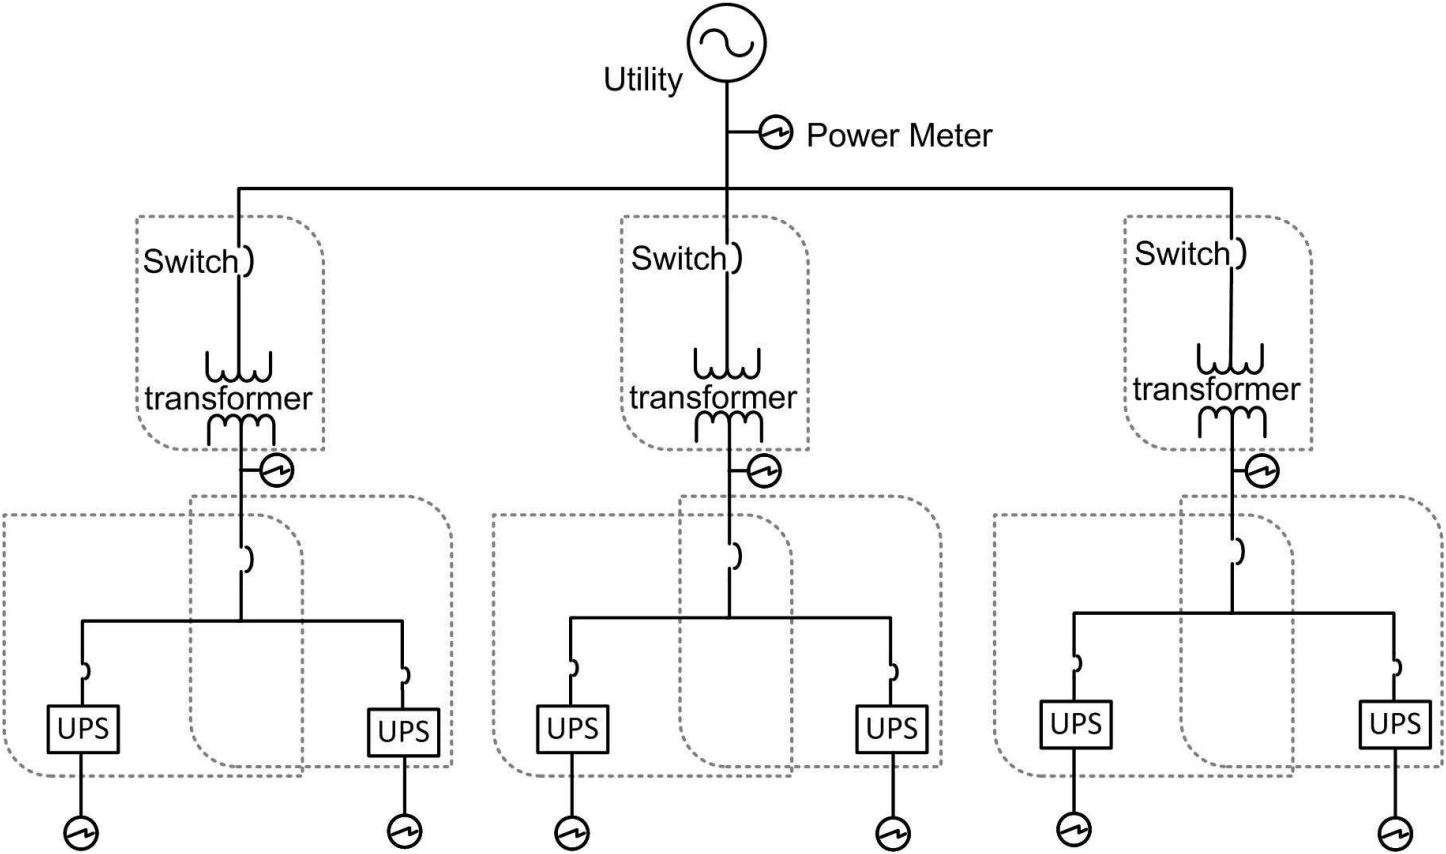 Utility
Power Meter
Switch
Switch
Switch
transformer
transformer
transformer
UPS
UPS
UPS
UPS
UPS
UPS